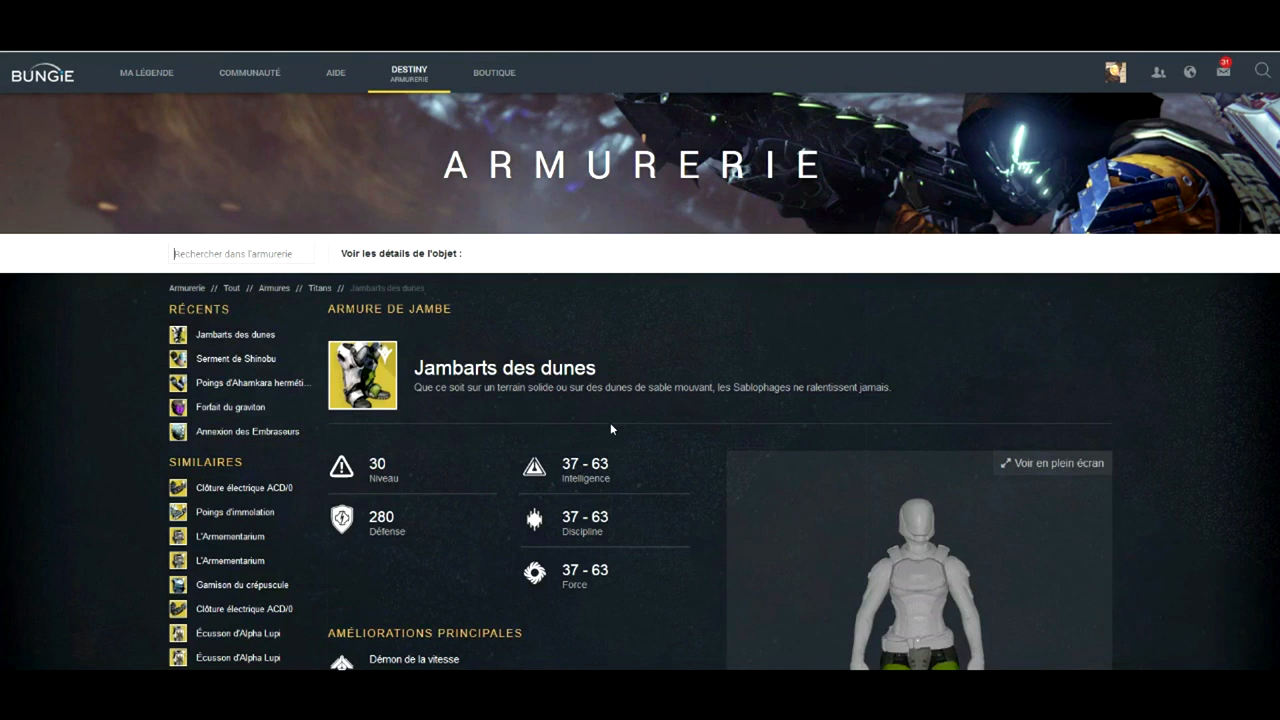 BUNGiE
MA LÉGENDE
COMMUNAUTÉ
AIDE
DESTINY
ARMURERIE
BOUTIQUE
31
ARMURERIE
Rechercher dans l'armurerie
Voir les détails de l'objet :
Armurerie // Tout // Armures // Titans // Jambarts des dunes
RÉCENTS
Jambarts des dunes
Serment de Shinobu
Poings d'Ahamkara herméti...
Forfait du graviton
Annexion des Embraseurs
SIMILAIRES
Clôture électrique ACD/0
Poings d'immolation
L'Armementarium
L'Armementarium
Garnison du crépuscule
Clôture électrique ACD/0
Écusson d'Alpha Lupi
Écusson d'Alpha Lupi
ARMURE DE JAMBE
Jambarts des dunes
Que ce soit sur un terrain solide ou sur des dunes de sable mouvant, les Sablophages ne ralentissent jamais.
30
Niveau
280
Défense
37 - 63
Intelligence
37 - 63
Discipline
37 - 63
Force
Voir en plein écran
AMÉLIORATIONS PRINCIPALES
Démon de la vitesse